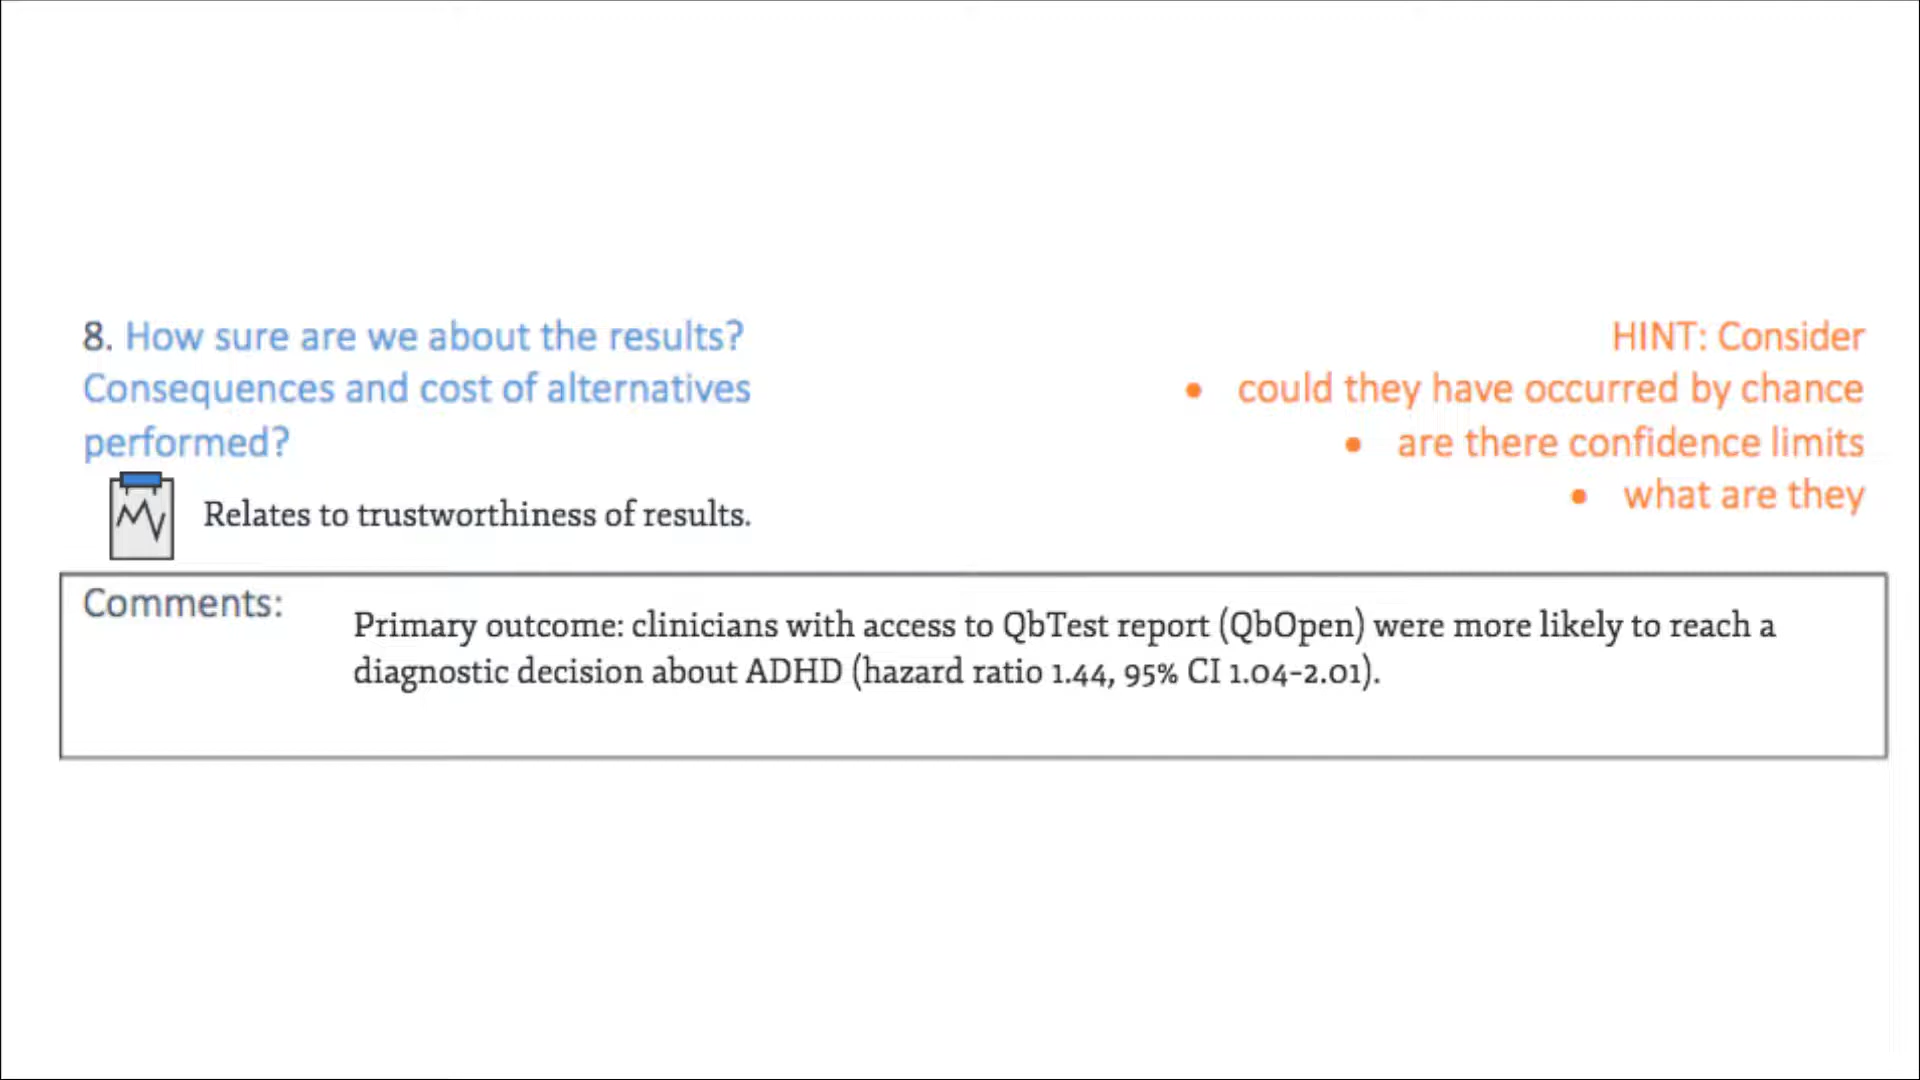 8. How sure are we about the results?
Consequences and cost of alternatives
performed?
HINT: Consider
• could they have occurred by chance
• are there confidence limits
• what are they
Relates to trustworthiness of results.
Comments:
Primary outcome: clinicians with access to QbTest report (QbOpen) were more likely to reach a
diagnostic decision about ADHD (hazard ratio 1.44, 95% CI 1.04-2.01).